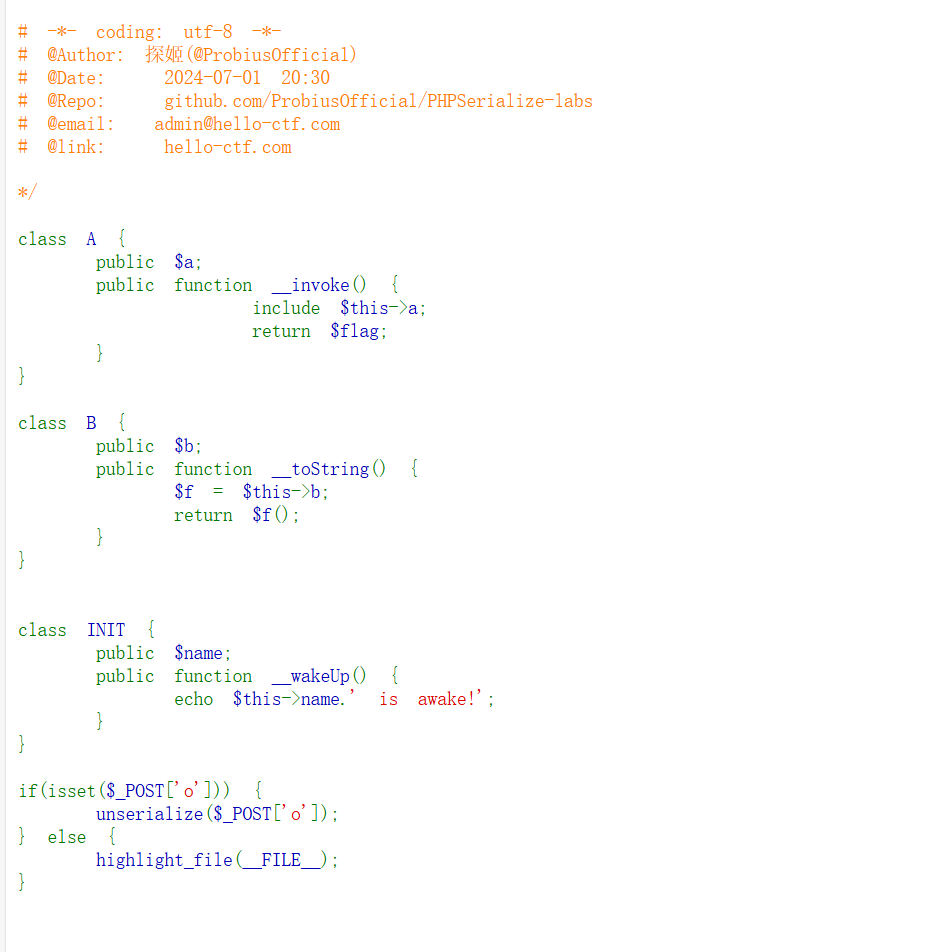 # -*- coding: utf-8 -*-
# @Author: 探姬(@ProbiusOfficial)
# @Date: 2024-07-01 20:30
# @Repo: github.com/ProbiusOfficial/PHPSerialize-labs
# @email: admin@hello-ctf.com
# @link: hello-ctf.com
*/
class A {
public $a;
public function __invoke() {
include $this->a;
return $flag;
}
}
class B {
public $b;
public function __toString() {
$f = $this->b;
return $f();
}
}
class INIT {
public $name;
public function __wakeUp() {
echo $this->name.' is awake!';
}
}
if(isset($_POST['o'])) {
unserialize($_POST['o']);
} else {
highlight_file(__FILE__);
}